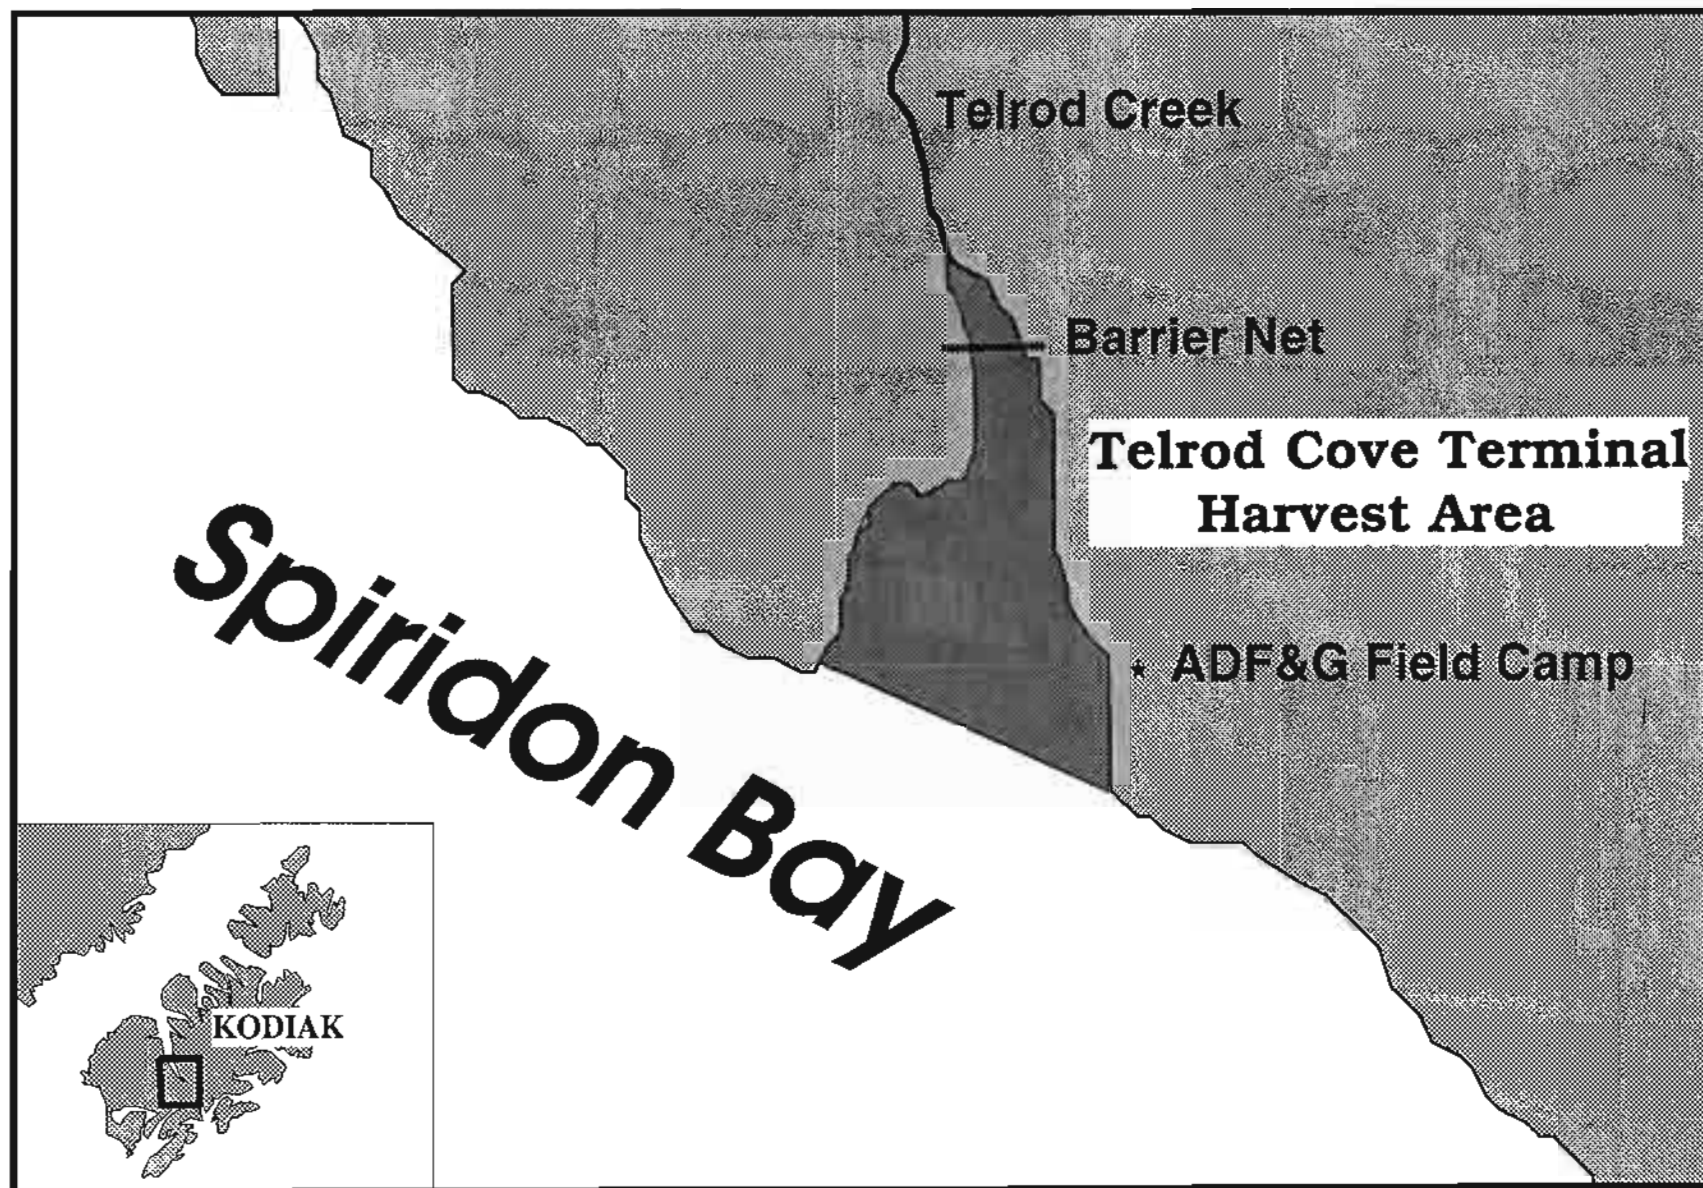 Telrod Creek
Barrier Net
Telrod Cove Terminal
Harvest Area
ADF&G Field Camp
Spiridon Bay
KODIAK